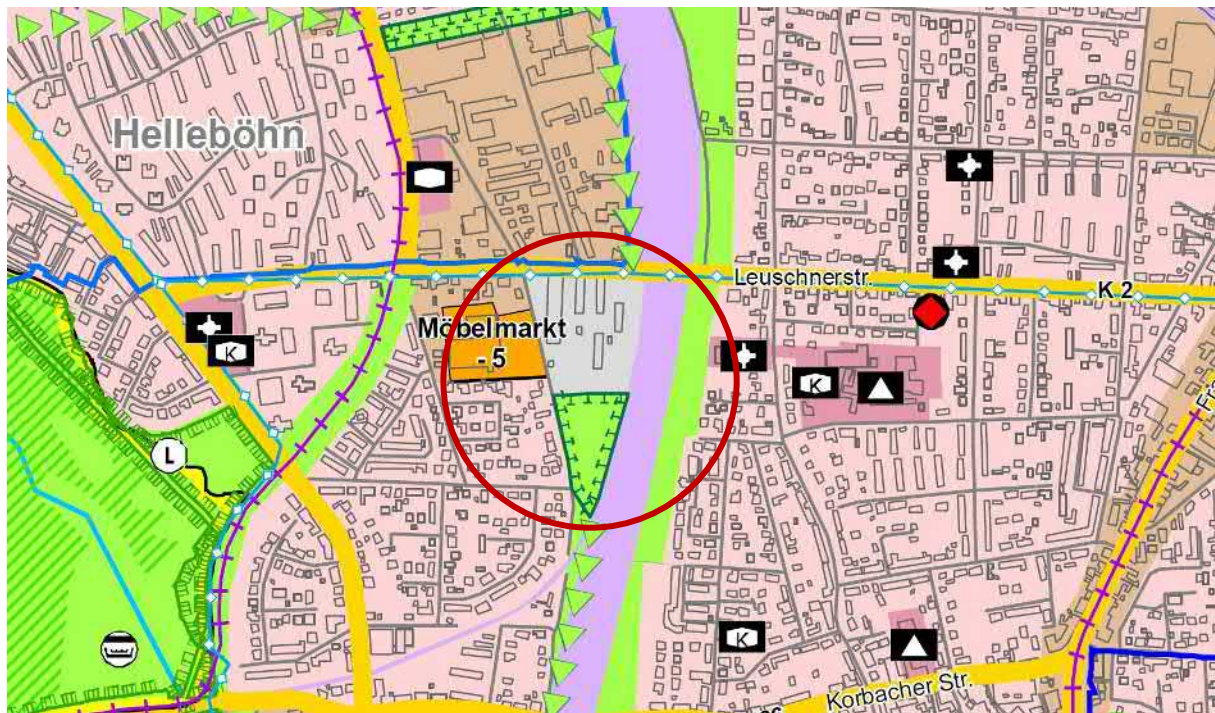 Helleböhn
Leuschnerstr.
K 2
Möbelmarkt
- 5
K
K
L
K
Korbacher Str.